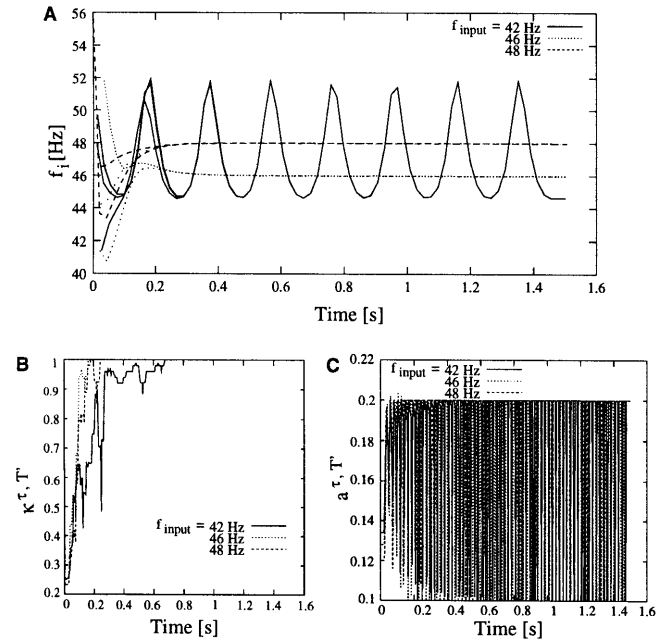 A
56
54
52
50
48
46
44
42
40
f i [Hz]
f input = 42 Hz
46 Hz
48 Hz
0 0.2 0.4 0.6 0.8 1 1.2 1.4 1.6
Time [s]
B
1
0.9
0.8
0.7
0.6
0.5
0.4
0.3
0.2
κ τ, T'
f input = 42 Hz
46 Hz
48 Hz
0 0.2 0.4 0.6 0.8 1 1.2 1.4 1.6
Time [s]
C
0.22
0.2
0.18
0.16
0.14
0.12
0.1
a τ, T'
f input = 42 Hz
46 Hz
48 Hz
0 0.2 0.4 0.6 0.8 1 1.2 1.4 1.6
Time [s]